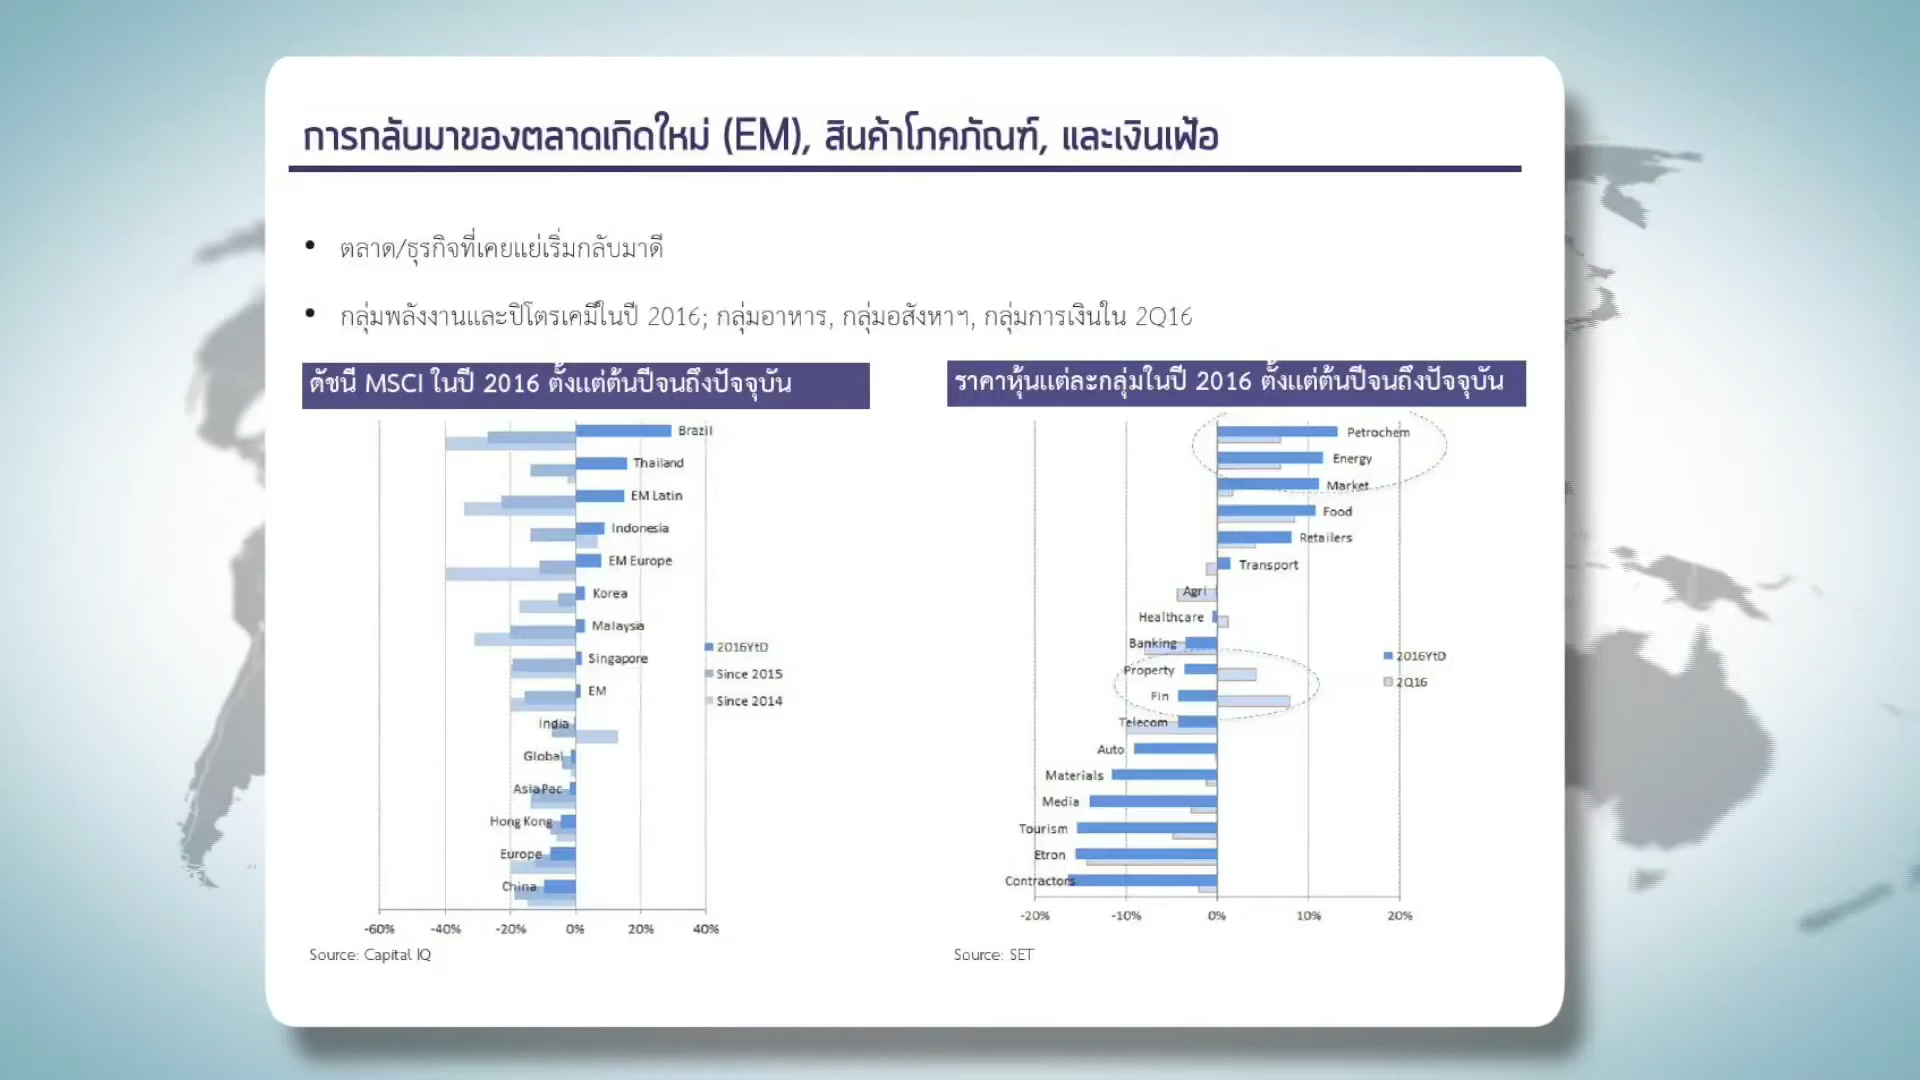 การกลับมาของตลาดเกิดใหม่ (EM), สินค้าโภคภัณฑ์, และเงินเฟ้อ
• ตลาด/ธุรกิจที่เคยแย่เริ่มกลับมาดี
• กลุ่มพลังงานและปิโตรเคมีในปี 2016; กลุ่มอาหาร, กลุ่มอสังหาฯ, กลุ่มการเงินใน 2Q16
ดัชนี MSCI ในปี 2016 ตั้งแต่ต้นปีจนถึงปัจจุบัน
Brazil
Thailand
EM Latin
Indonesia
EM Europe
Korea
Malaysia
Singapore
EM
India
Global
AsiaPac
Hong Kong
Europe
China
2016YtD
Since 2015
Since 2014
-60% -40% -20% 0% 20% 40%
Source: Capital IQ
ราคาหุ้นแต่ละกลุ่มในปี 2016 ตั้งแต่ต้นปีจนถึงปัจจุบัน
Petrochem
Energy
Market
Food
Retailers
Transport
Agri
Healthcare
Banking
Property
Fin
Telecom
Auto
Materials
Media
Tourism
Etron
Contractors
2016YtD
2Q16
-20% -10% 0% 10% 20%
Source: SET